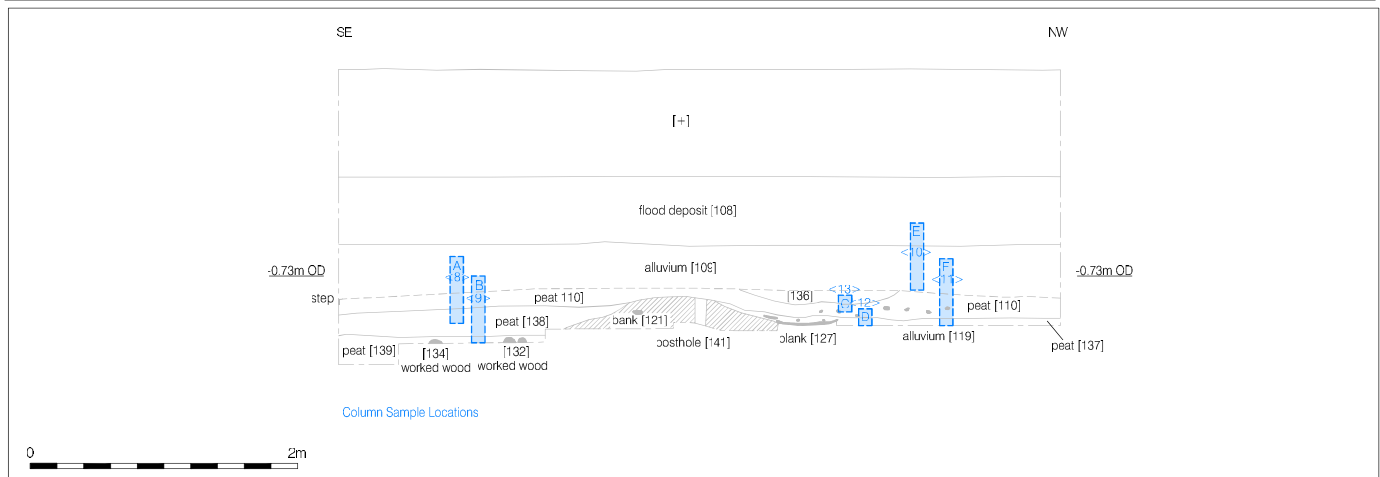 SE NW
[+]
flood deposit [108]
E
<10>
alluvium [109]
A
<8>
F
<11>
-0.73m OD -0.73m OD
B
<9>
<13>
step
peat 110]
[136]
C
<12>
peat [110]
peat [138]
bank [121]
D
peat [139]
[134]
worked wood
[132]
worked wood
posthole [141]
plank [127]
alluvium [119]
peat [137]
Column Sample Locations
0 2m